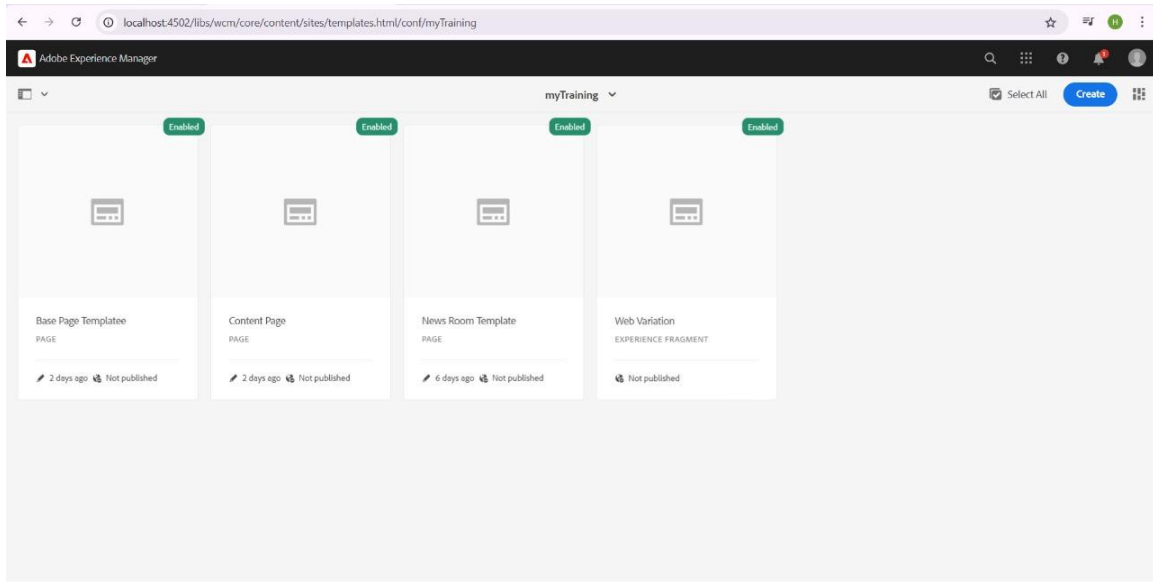 localhost:4502/libs/wcm/core/content/sites/templates.html/conf/myTraining
H
Adobe Experience Manager
1
myTraining
Select All
Create
Enabled
Enabled
Enabled
Enabled
Base Page Templatee
Content Page
News Room Template
Web Variation
PAGE
PAGE
PAGE
EXPERIENCE FRAGMENT
2 days ago Not published
2 days ago Not published
6 days ago Not published
Not published